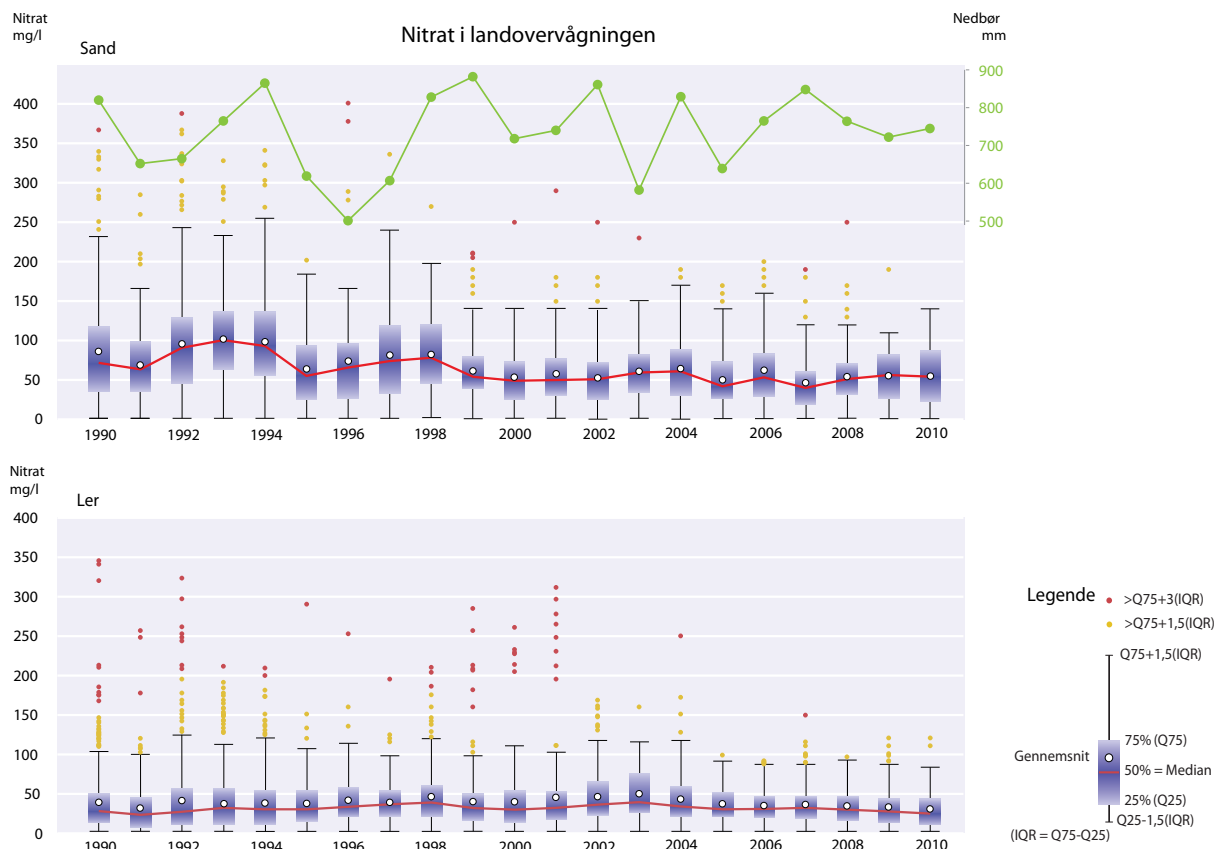 Nitrat
mg/l
Nitrat i landovervågningen
Nedbør
mm
Sand
400
350
300
250
200
150
100
50
0
900
800
700
600
500
1990
1992
1994
1996
1998
2000
2002
2004
2006
2008
2010
Nitrat
mg/l
Ler
400
350
300
250
200
150
100
50
0
1990
1992
1994
1996
1998
2000
2002
2004
2006
2008
2010
Legende
>Q75+3(IQR)
>Q75+1,5(IQR)
Q75+1,5(IQR)
75% (Q75)
Gennemsnit
50% = Median
25% (Q25)
Q25-1,5(IQR)
(IQR = Q75-Q25)